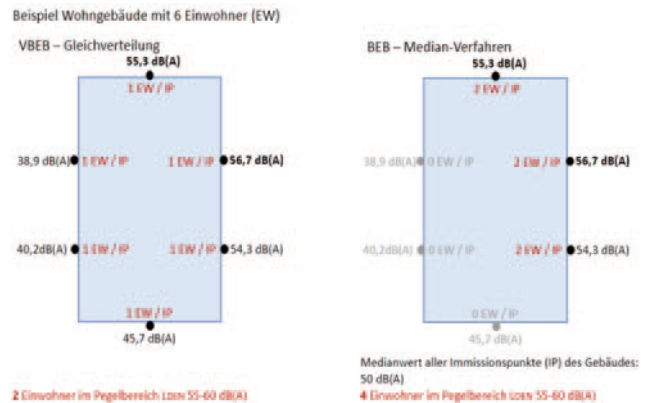 Beispiel Wohngebäude mit 6 Einwohner (EW)
VBEB – Gleichverteilung
55,3 dB(A)
1 EW / IP
38,9 dB(A) 1 EW / IP 1 EW / IP 56,7 dB(A)
40,2dB(A) 1 EW / IP 1 EW / IP 54,3 dB(A)
1 EW / IP
45,7 dB(A)
2 Einwohner im Pegelbereich LDEN 55-60 dB(A)
BEB – Median-Verfahren
55,3 dB(A)
2 EW / IP
38,9 dB(A) 0 EW / IP 2 EW / IP 56,7 dB(A)
40,2dB(A) 0 EW / IP 2 EW / IP 54,3 dB(A)
0 EW / IP
45,7 dB(A)
Medianwert aller Immissionspunkte (IP) des Gebäudes:
50 dB(A)
4 Einwohner im Pegelbereich LDEN 55-60 dB(A)